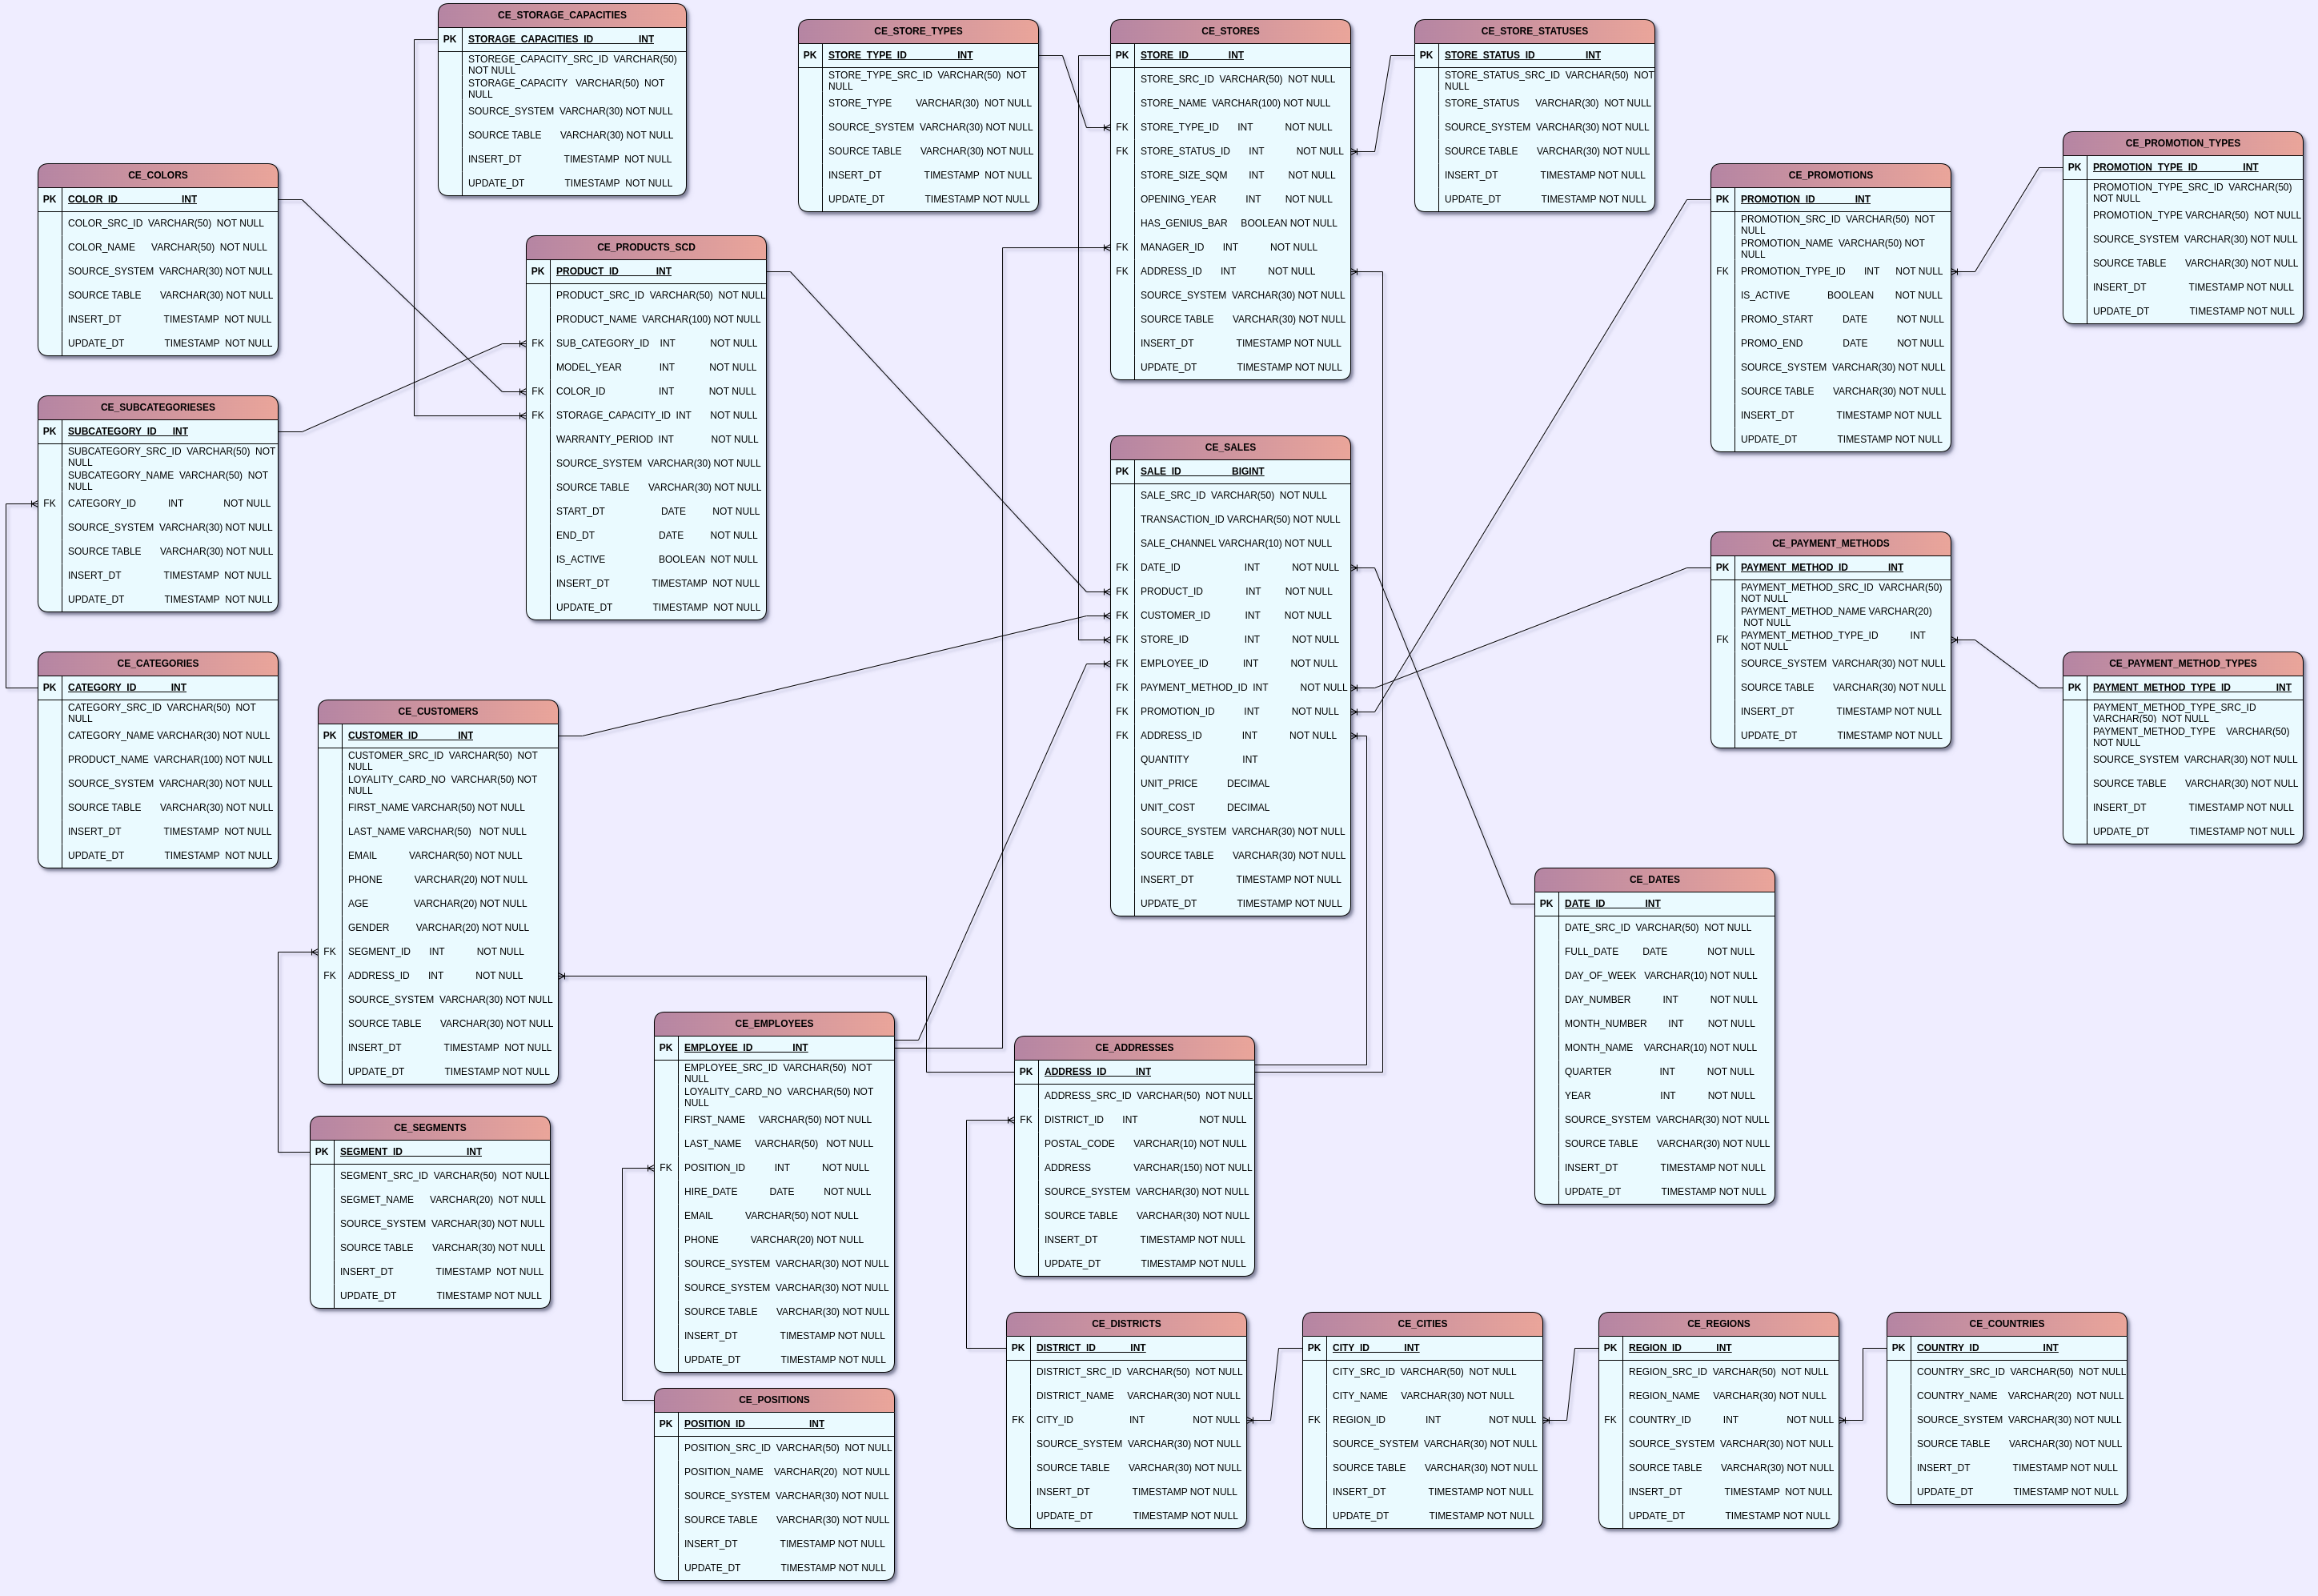 CE_STORAGE_CAPACITIES
PK STORAGE_CAPACITIES_ID INT
STOREGE_CAPACITY_SRC_ID VARCHAR(50)
NOT NULL
STORAGE_CAPACITY VARCHAR(50) NOT
NULL
SOURCE_SYSTEM VARCHAR(30) NOT NULL
SOURCE TABLE VARCHAR(30) NOT NULL
INSERT_DT TIMESTAMP NOT NULL
UPDATE_DT TIMESTAMP NOT NULL
CE_STORE_TYPES
PK STORE_TYPE_ID INT
STORE_TYPE_SRC_ID VARCHAR(50) NOT
NULL
STORE_TYPE VARCHAR(30) NOT NULL
SOURCE_SYSTEM VARCHAR(30) NOT NULL
SOURCE TABLE VARCHAR(30) NOT NULL
INSERT_DT TIMESTAMP NOT NULL
UPDATE_DT TIMESTAMP NOT NULL
CE_STORES
PK STORE_ID INT
STORE_SRC_ID VARCHAR(50) NOT NULL
STORE_NAME VARCHAR(100) NOT NULL
FK STORE_TYPE_ID INT NOT NULL
FK STORE_STATUS_ID INT NOT NULL
STORE_SIZE_SQM INT NOT NULL
OPENING_YEAR INT NOT NULL
HAS_GENIUS_BAR BOOLEAN NOT NULL
FK MANAGER_ID INT NOT NULL
FK ADDRESS_ID INT NOT NULL
SOURCE_SYSTEM VARCHAR(30) NOT NULL
SOURCE TABLE VARCHAR(30) NOT NULL
INSERT_DT TIMESTAMP NOT NULL
UPDATE_DT TIMESTAMP NOT NULL
CE_STORE_STATUSES
PK STORE_STATUS_ID INT
STORE_STATUS_SRC_ID VARCHAR(50) NOT
NULL
STORE_STATUS VARCHAR(30) NOT NULL
SOURCE_SYSTEM VARCHAR(30) NOT NULL
SOURCE TABLE VARCHAR(30) NOT NULL
INSERT_DT TIMESTAMP NOT NULL
UPDATE_DT TIMESTAMP NOT NULL
CE_PROMOTION_TYPES
PK PROMOTION_TYPE_ID INT
PROMOTION_TYPE_SRC_ID VARCHAR(50)
NOT NULL
PROMOTION_TYPE VARCHAR(50) NOT NULL
SOURCE_SYSTEM VARCHAR(30) NOT NULL
SOURCE TABLE VARCHAR(30) NOT NULL
INSERT_DT TIMESTAMP NOT NULL
UPDATE_DT TIMESTAMP NOT NULL
CE_COLORS
PK COLOR_ID INT
COLOR_SRC_ID VARCHAR(50) NOT NULL
COLOR_NAME VARCHAR(50) NOT NULL
SOURCE_SYSTEM VARCHAR(30) NOT NULL
SOURCE TABLE VARCHAR(30) NOT NULL
INSERT_DT TIMESTAMP NOT NULL
UPDATE_DT TIMESTAMP NOT NULL
CE_PROMOTIONS
PK PROMOTION_ID INT
PROMOTION_SRC_ID VARCHAR(50) NOT
NULL
PROMOTION_NAME VARCHAR(50) NOT
NULL
FK PROMOTION_TYPE_ID INT NOT NULL
IS_ACTIVE BOOLEAN NOT NULL
PROMO_START DATE NOT NULL
PROMO_END DATE NOT NULL
SOURCE_SYSTEM VARCHAR(30) NOT NULL
SOURCE TABLE VARCHAR(30) NOT NULL
INSERT_DT TIMESTAMP NOT NULL
UPDATE_DT TIMESTAMP NOT NULL
CE_PRODUCTS_SCD
PK PRODUCT_ID INT
PRODUCT_SRC_ID VARCHAR(50) NOT NULL
PRODUCT_NAME VARCHAR(100) NOT NULL
FK SUB_CATEGORY_ID INT NOT NULL
MODEL_YEAR INT NOT NULL
FK COLOR_ID INT NOT NULL
FK STORAGE_CAPACITY_ID INT NOT NULL
WARRANTY_PERIOD INT NOT NULL
SOURCE_SYSTEM VARCHAR(30) NOT NULL
SOURCE TABLE VARCHAR(30) NOT NULL
START_DT DATE NOT NULL
END_DT DATE NOT NULL
IS_ACTIVE BOOLEAN NOT NULL
INSERT_DT TIMESTAMP NOT NULL
UPDATE_DT TIMESTAMP NOT NULL
CE_SUBCATEGORIESES
PK SUBCATEGORY_ID INT
SUBCATEGORY_SRC_ID VARCHAR(50) NOT
NULL
SUBCATEGORY_NAME VARCHAR(50) NOT
NULL
FK CATEGORY_ID INT NOT NULL
SOURCE_SYSTEM VARCHAR(30) NOT NULL
SOURCE TABLE VARCHAR(30) NOT NULL
INSERT_DT TIMESTAMP NOT NULL
UPDATE_DT TIMESTAMP NOT NULL
CE_SALES
PK SALE_ID BIGINT
SALE_SRC_ID VARCHAR(50) NOT NULL
TRANSACTION_ID VARCHAR(50) NOT NULL
SALE_CHANNEL VARCHAR(10) NOT NULL
FK DATE_ID INT NOT NULL
FK PRODUCT_ID INT NOT NULL
FK CUSTOMER_ID INT NOT NULL
FK STORE_ID INT NOT NULL
FK EMPLOYEE_ID INT NOT NULL
FK PAYMENT_METHOD_ID INT NOT NULL
FK PROMOTION_ID INT NOT NULL
FK ADDRESS_ID INT NOT NULL
QUANTITY INT
UNIT_PRICE DECIMAL
UNIT_COST DECIMAL
SOURCE_SYSTEM VARCHAR(30) NOT NULL
SOURCE TABLE VARCHAR(30) NOT NULL
INSERT_DT TIMESTAMP NOT NULL
UPDATE_DT TIMESTAMP NOT NULL
CE_PAYMENT_METHODS
PK PAYMENT_METHOD_ID INT
PAYMENT_METHOD_SRC_ID VARCHAR(50)
NOT NULL
PAYMENT_METHOD_NAME VARCHAR(20)
NOT NULL
FK PAYMENT_METHOD_TYPE_ID INT
NOT NULL
SOURCE_SYSTEM VARCHAR(30) NOT NULL
SOURCE TABLE VARCHAR(30) NOT NULL
INSERT_DT TIMESTAMP NOT NULL
UPDATE_DT TIMESTAMP NOT NULL
CE_PAYMENT_METHOD_TYPES
PK PAYMENT_METHOD_TYPE_ID INT
PAYMENT_METHOD_TYPE_SRC_ID
VARCHAR(50) NOT NULL
PAYMENT_METHOD_TYPE VARCHAR(50)
NOT NULL
SOURCE_SYSTEM VARCHAR(30) NOT NULL
SOURCE TABLE VARCHAR(30) NOT NULL
INSERT_DT TIMESTAMP NOT NULL
UPDATE_DT TIMESTAMP NOT NULL
CE_CATEGORIES
PK CATEGORY_ID INT
CATEGORY_SRC_ID VARCHAR(50) NOT
NULL
CATEGORY_NAME VARCHAR(30) NOT NULL
PRODUCT_NAME VARCHAR(100) NOT NULL
SOURCE_SYSTEM VARCHAR(30) NOT NULL
SOURCE TABLE VARCHAR(30) NOT NULL
INSERT_DT TIMESTAMP NOT NULL
UPDATE_DT TIMESTAMP NOT NULL
CE_CUSTOMERS
PK CUSTOMER_ID INT
CUSTOMER_SRC_ID VARCHAR(50) NOT
NULL
LOYALITY_CARD_NO VARCHAR(50) NOT
NULL
FIRST_NAME VARCHAR(50) NOT NULL
LAST_NAME VARCHAR(50) NOT NULL
EMAIL VARCHAR(50) NOT NULL
PHONE VARCHAR(20) NOT NULL
AGE VARCHAR(20) NOT NULL
GENDER VARCHAR(20) NOT NULL
FK SEGMENT_ID INT NOT NULL
FK ADDRESS_ID INT NOT NULL
SOURCE_SYSTEM VARCHAR(30) NOT NULL
SOURCE TABLE VARCHAR(30) NOT NULL
INSERT_DT TIMESTAMP NOT NULL
UPDATE_DT TIMESTAMP NOT NULL
CE_DATES
PK DATE_ID INT
DATE_SRC_ID VARCHAR(50) NOT NULL
FULL_DATE DATE NOT NULL
DAY_OF_WEEK VARCHAR(10) NOT NULL
DAY_NUMBER INT NOT NULL
MONTH_NUMBER INT NOT NULL
MONTH_NAME VARCHAR(10) NOT NULL
QUARTER INT NOT NULL
YEAR INT NOT NULL
SOURCE_SYSTEM VARCHAR(30) NOT NULL
SOURCE TABLE VARCHAR(30) NOT NULL
INSERT_DT TIMESTAMP NOT NULL
UPDATE_DT TIMESTAMP NOT NULL
CE_EMPLOYEES
PK EMPLOYEE_ID INT
EMPLOYEE_SRC_ID VARCHAR(50) NOT
NULL
LOYALITY_CARD_NO VARCHAR(50) NOT
NULL
FIRST_NAME VARCHAR(50) NOT NULL
LAST_NAME VARCHAR(50) NOT NULL
FK POSITION_ID INT NOT NULL
HIRE_DATE DATE NOT NULL
EMAIL VARCHAR(50) NOT NULL
PHONE VARCHAR(20) NOT NULL
SOURCE_SYSTEM VARCHAR(30) NOT NULL
SOURCE_SYSTEM VARCHAR(30) NOT NULL
SOURCE TABLE VARCHAR(30) NOT NULL
INSERT_DT TIMESTAMP NOT NULL
UPDATE_DT TIMESTAMP NOT NULL
CE_ADDRESSES
PK ADDRESS_ID INT
ADDRESS_SRC_ID VARCHAR(50) NOT NULL
FK DISTRICT_ID INT NOT NULL
POSTAL_CODE VARCHAR(10) NOT NULL
ADDRESS VARCHAR(150) NOT NULL
SOURCE_SYSTEM VARCHAR(30) NOT NULL
SOURCE TABLE VARCHAR(30) NOT NULL
INSERT_DT TIMESTAMP NOT NULL
UPDATE_DT TIMESTAMP NOT NULL
CE_SEGMENTS
PK SEGMENT_ID INT
SEGMENT_SRC_ID VARCHAR(50) NOT NULL
SEGMET_NAME VARCHAR(20) NOT NULL
SOURCE_SYSTEM VARCHAR(30) NOT NULL
SOURCE TABLE VARCHAR(30) NOT NULL
INSERT_DT TIMESTAMP NOT NULL
UPDATE_DT TIMESTAMP NOT NULL
CE_DISTRICTS
PK DISTRICT_ID INT
DISTRICT_SRC_ID VARCHAR(50) NOT NULL
DISTRICT_NAME VARCHAR(30) NOT NULL
FK CITY_ID INT NOT NULL
SOURCE_SYSTEM VARCHAR(30) NOT NULL
SOURCE TABLE VARCHAR(30) NOT NULL
INSERT_DT TIMESTAMP NOT NULL
UPDATE_DT TIMESTAMP NOT NULL
CE_CITIES
PK CITY_ID INT
CITY_SRC_ID VARCHAR(50) NOT NULL
CITY_NAME VARCHAR(30) NOT NULL
FK REGION_ID INT NOT NULL
SOURCE_SYSTEM VARCHAR(30) NOT NULL
SOURCE TABLE VARCHAR(30) NOT NULL
INSERT_DT TIMESTAMP NOT NULL
UPDATE_DT TIMESTAMP NOT NULL
CE_REGIONS
PK REGION_ID INT
REGION_SRC_ID VARCHAR(50) NOT NULL
REGION_NAME VARCHAR(30) NOT NULL
FK COUNTRY_ID INT NOT NULL
SOURCE_SYSTEM VARCHAR(30) NOT NULL
SOURCE TABLE VARCHAR(30) NOT NULL
INSERT_DT TIMESTAMP NOT NULL
UPDATE_DT TIMESTAMP NOT NULL
CE_COUNTRIES
PK COUNTRY_ID INT
COUNTRY_SRC_ID VARCHAR(50) NOT NULL
COUNTRY_NAME VARCHAR(20) NOT NULL
SOURCE_SYSTEM VARCHAR(30) NOT NULL
SOURCE TABLE VARCHAR(30) NOT NULL
INSERT_DT TIMESTAMP NOT NULL
UPDATE_DT TIMESTAMP NOT NULL
CE_POSITIONS
PK POSITION_ID INT
POSITION_SRC_ID VARCHAR(50) NOT NULL
POSITION_NAME VARCHAR(20) NOT NULL
SOURCE_SYSTEM VARCHAR(30) NOT NULL
SOURCE TABLE VARCHAR(30) NOT NULL
INSERT_DT TIMESTAMP NOT NULL
UPDATE_DT TIMESTAMP NOT NULL